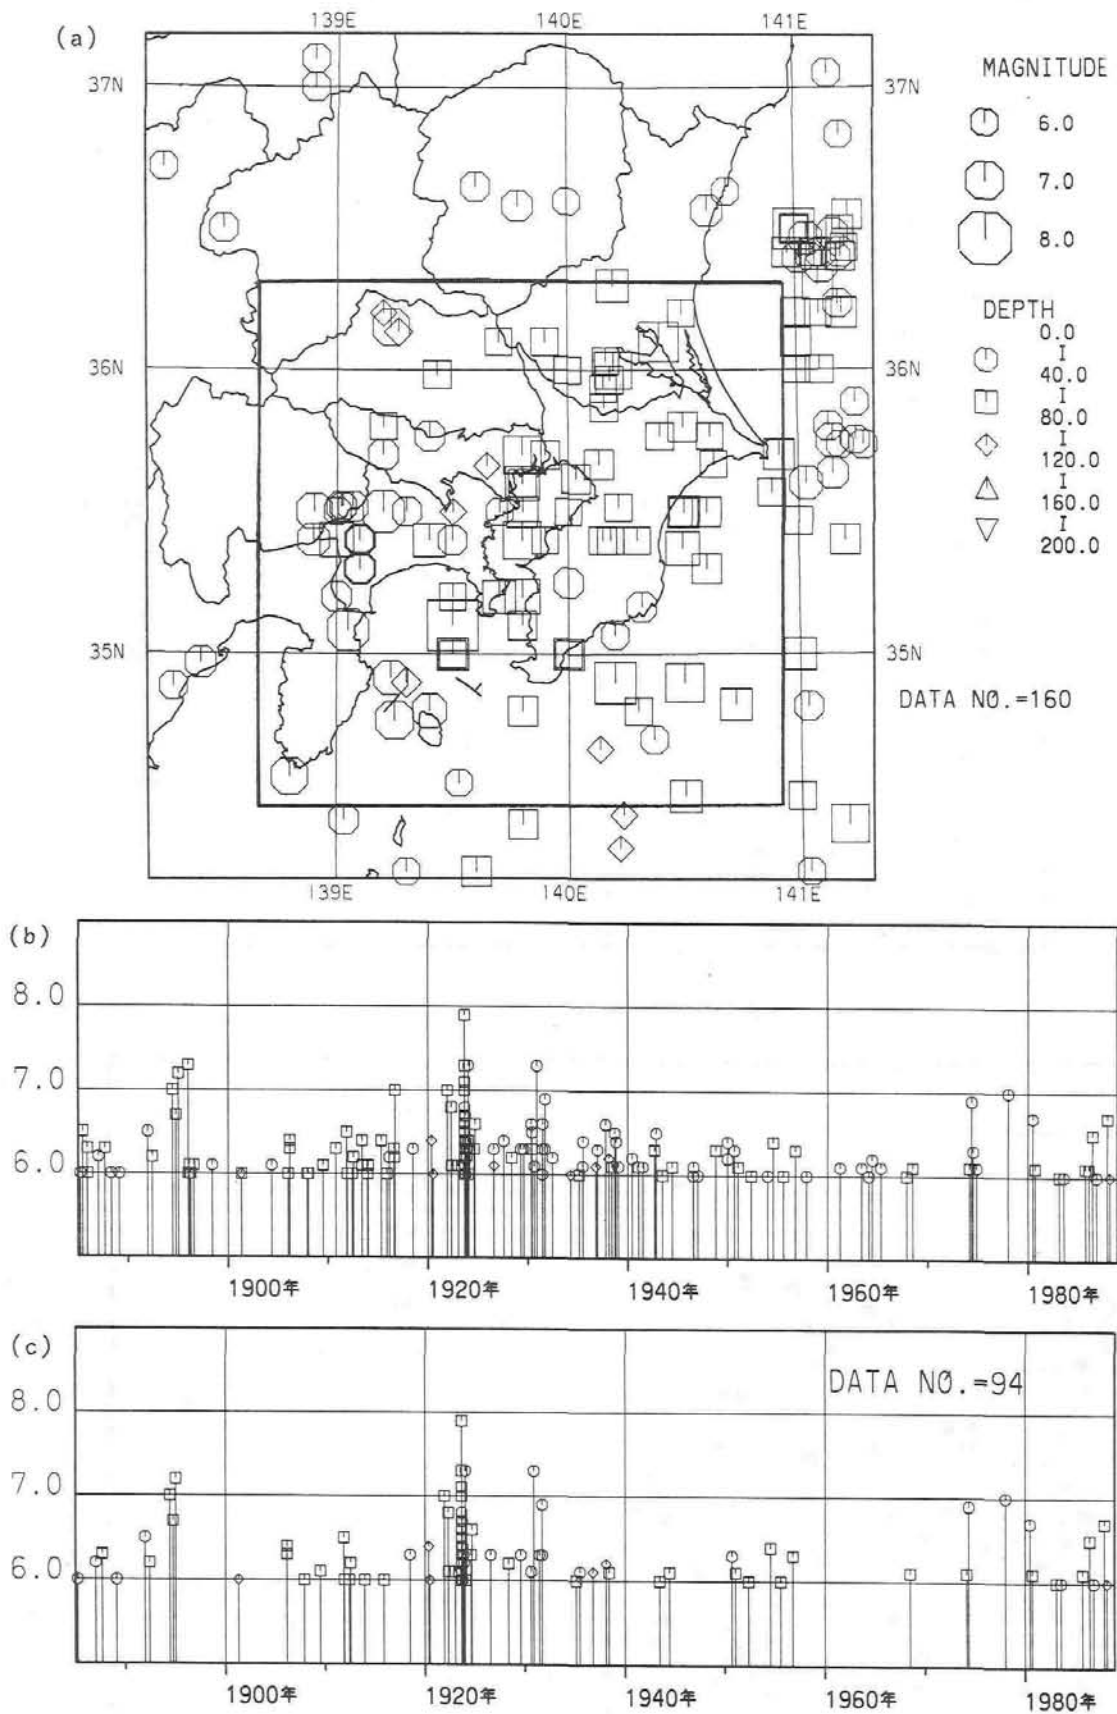 (a)
139E 140E 141E
37N 37N
36N 36N
35N 35N
139E 140E 141E
MAGNITUDE
6.0
7.0
8.0
DEPTH
0.0
I
40.0
I
80.0
I
120.0
I
160.0
I
200.0
DATA NO.=160
(b)
8.0
7.0
6.0
1900年 1920年 1940年 1960年 1980年
(c)
DATA NO.=94
8.0
7.0
6.0
1900年 1920年 1940年 1960年 1980年